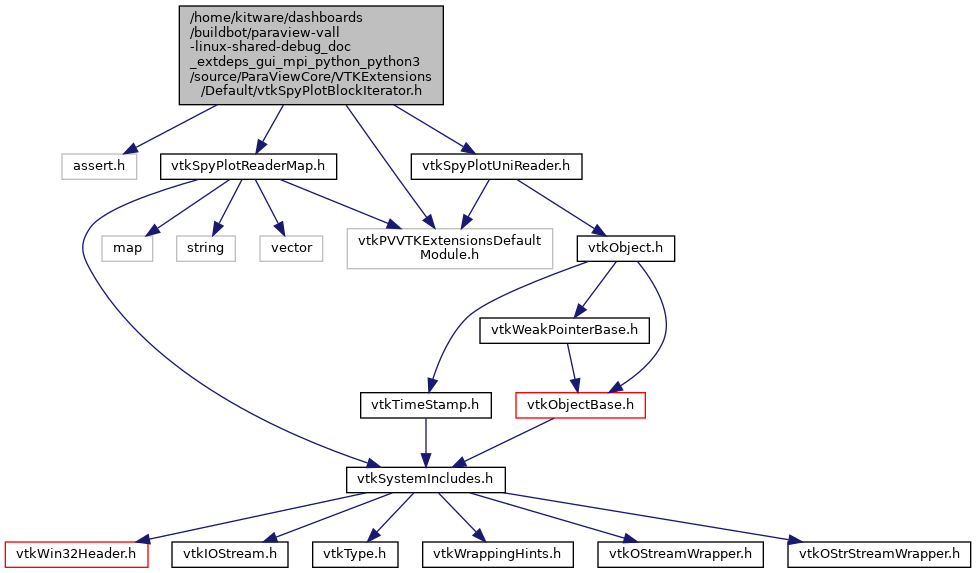 /home/kitware/dashboards
/buildbot/paraview-vall
-linux-shared-debug_doc
_extdeps_gui_mpi_python_python3
/source/ParaViewCore/VTKExtensions
/Default/vtkSpyPlotBlockIterator.h
assert.h
vtkSpyPlotReaderMap.h
vtkSpyPlotUniReader.h
map
string
vector
vtkPVVTKExtensionsDefault
Module.h
vtkObject.h
vtkWeakPointerBase.h
vtkTimeStamp.h
vtkObjectBase.h
vtkSystemIncludes.h
vtkWin32Header.h
vtkIOStream.h
vtkType.h
vtkWrappingHints.h
vtkOStreamWrapper.h
vtkOStrStreamWrapper.h